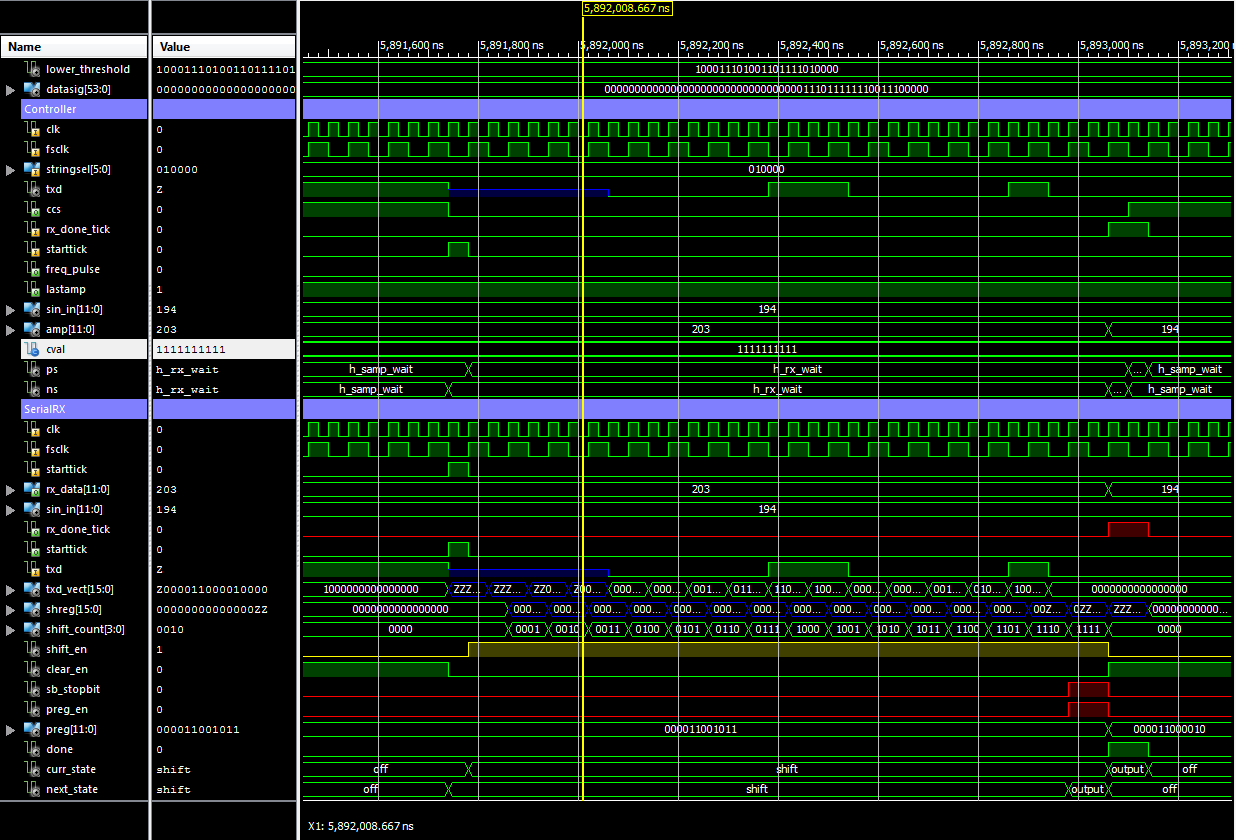 5,892,008.667 ns
Name Value 5,891,600 ns 5,891,800 ns 5,892,000 ns 5,892,200 ns 5,892,400 ns 5,892,600 ns 5,892,800 ns 5,893,000 ns 5,893,200
lower_threshold 10001110100110111101 100011101001101111010000
datasig[53:0]
Controller
clk 0
fsclk 0
stringsel[5:0] 010000 010000
txd Z
ccs 0
rx_done_tick 0
starttick 0
freq_pulse 0
lastamp 1
sin_in[11:0] 194 194
amp[11:0] 203 203 194
cval 1111111111 1111111111
ps h_rx_wait h_samp_wait h_rx_wait ... h_samp_wait
ns h_rx_wait h_samp_wait h_rx_wait ... h_samp_wait
SerialRX
clk 0
fsclk 0
starttick 0
rx_data[11:0] 203 203 194
sin_in[11:0] 194 194
rx_done_tick 0
starttick 0
txd Z
txd_vect[15:0] Z000011000010000 1000000000000000 ZZZ... ZZZ... ZZ0... Z00... 000... 000... 001... 011... 110... 100... 000... 000... 001... 010... 100... 0000000000000000
shreg[15:0] 00000000000000ZZ 0000000000000000 000... 000... 000... 000... 000... 000... 000... 000... 000... 000... 000... 000... 000... 00Z... 0ZZ... ZZZ... 00000000000...
shift_count[3:0] 0010 0000 0001 0010 0011 0100 0101 0110 0111 1000 1001 1010 1011 1100 1101 1110 1111 0000
shift_en 1
clear_en 0
sb_stopbit 0
preg_en 0
preg[11:0] 000011001011 000011001011 000011000010
done 0
curr_state shift off shift output off
next_state shift off shift output off
X1: 5,892,008.667 ns